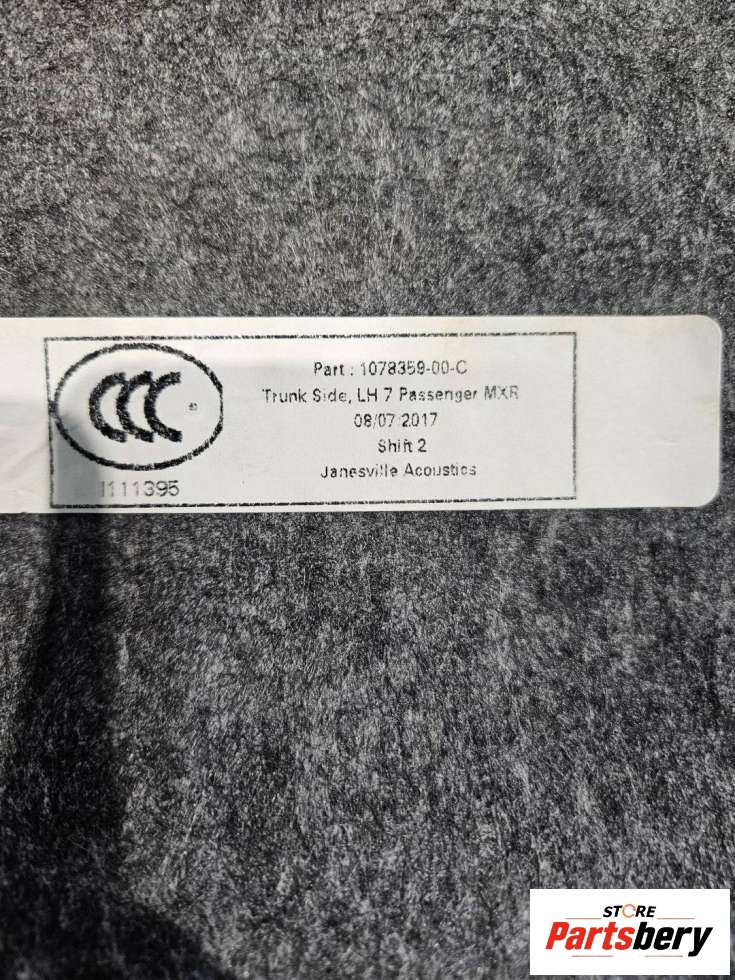 CCC
®
I111395
Part : 1078359-00-C
Trunk Side, LH 7 Passenger MXR
08/07/2017
Shift 2
Janesville Acoustics
STORE
Partsbery